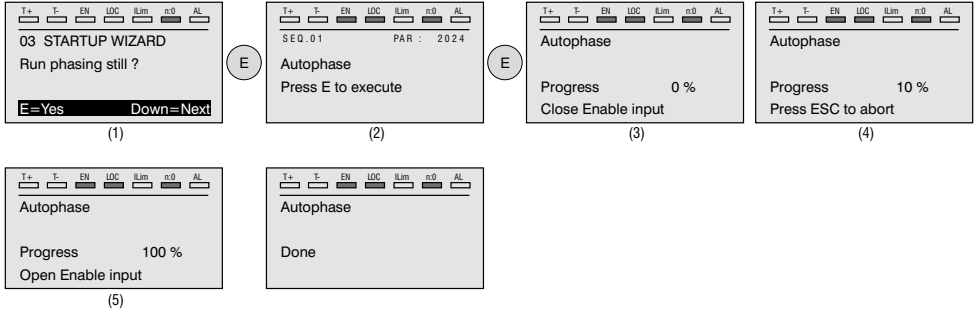 T+ T- EN LOC ILim n:0 AL
03 STARTUP WIZARD
Run phasing still ?
E=Yes Down=Next
(1)
E
T+ T- EN LOC ILim n:0 AL
SEQ.01 PAR : 2024
Autophase
Press E to execute
(2)
E
T+ T- EN LOC ILim n:0 AL
Autophase
Progress 0 %
Close Enable input
(3)
T+ T- EN LOC ILim n:0 AL
Autophase
Progress 10 %
Press ESC to abort
(4)
T+ T- EN LOC ILim n:0 AL
Autophase
Progress 100 %
Open Enable input
(5)
T+ T- EN LOC ILim n:0 AL
Autophase
Done